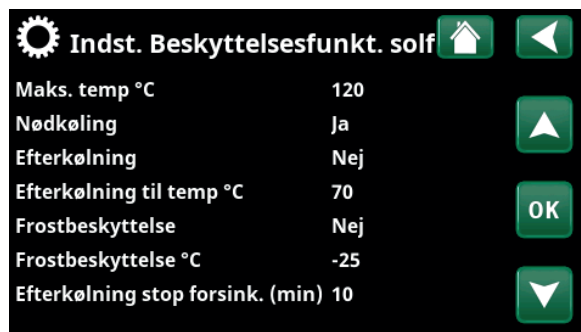 Indst. Beskyttelsesfunkt. solf
Maks. temp °C 120
Nødkøling Ja
Efterkølning Nej
Efterkølning til temp °C 70
Frostbeskyttelse Nej
Frostbeskyttelse °C -25
Efterkølning stop forsink. (min) 10
OK